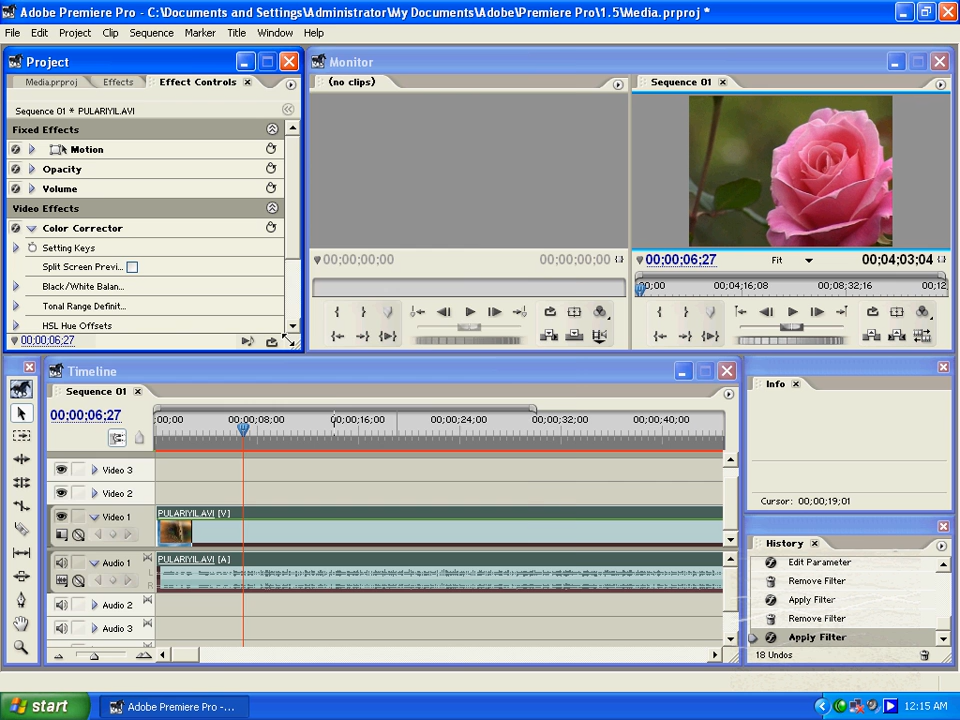 Adobe Premiere Pro - C:\Documents and Settings\Administrator\My Documents\Adobe\Premiere Pro\1.5\Media.prproj *
File Edit Project Clip Sequence Marker Title Window Help
Project
Media.prproj Effects Effect Controls
Sequence 01 * PULARIYIL.AVI
Fixed Effects
Motion
Opacity
Volume
Video Effects
Color Corrector
Setting Keys
Split Screen Previ...
Black/White Balan...
Tonal Range Definit...
HSL Hue Offsets
00;00;06;27
Monitor
(no clips)
00;00;00;00 00;00;00;00
Sequence 01
00;00;06;27 Fit 00;04;03;04
00;00 00;04;16;08 00;08;32;16 00;12
Timeline
Sequence 01
00;00;06;27
;00;00 00;00;08;00 00;00;16;00 00;00;24;00 00;00;32;00 00;00;40;00
Video 3
Video 2
Video 1
PULARIYIL.AVI [V]
Audio 1
PULARIYIL.AVI [A]
L
R
Audio 2
Audio 3
Info
Cursor: 00;00;19;01
History
Edit Parameter
Remove Filter
Apply Filter
Remove Filter
Apply Filter
18 Undos
start
Adobe Premiere Pro -...
12:15 AM